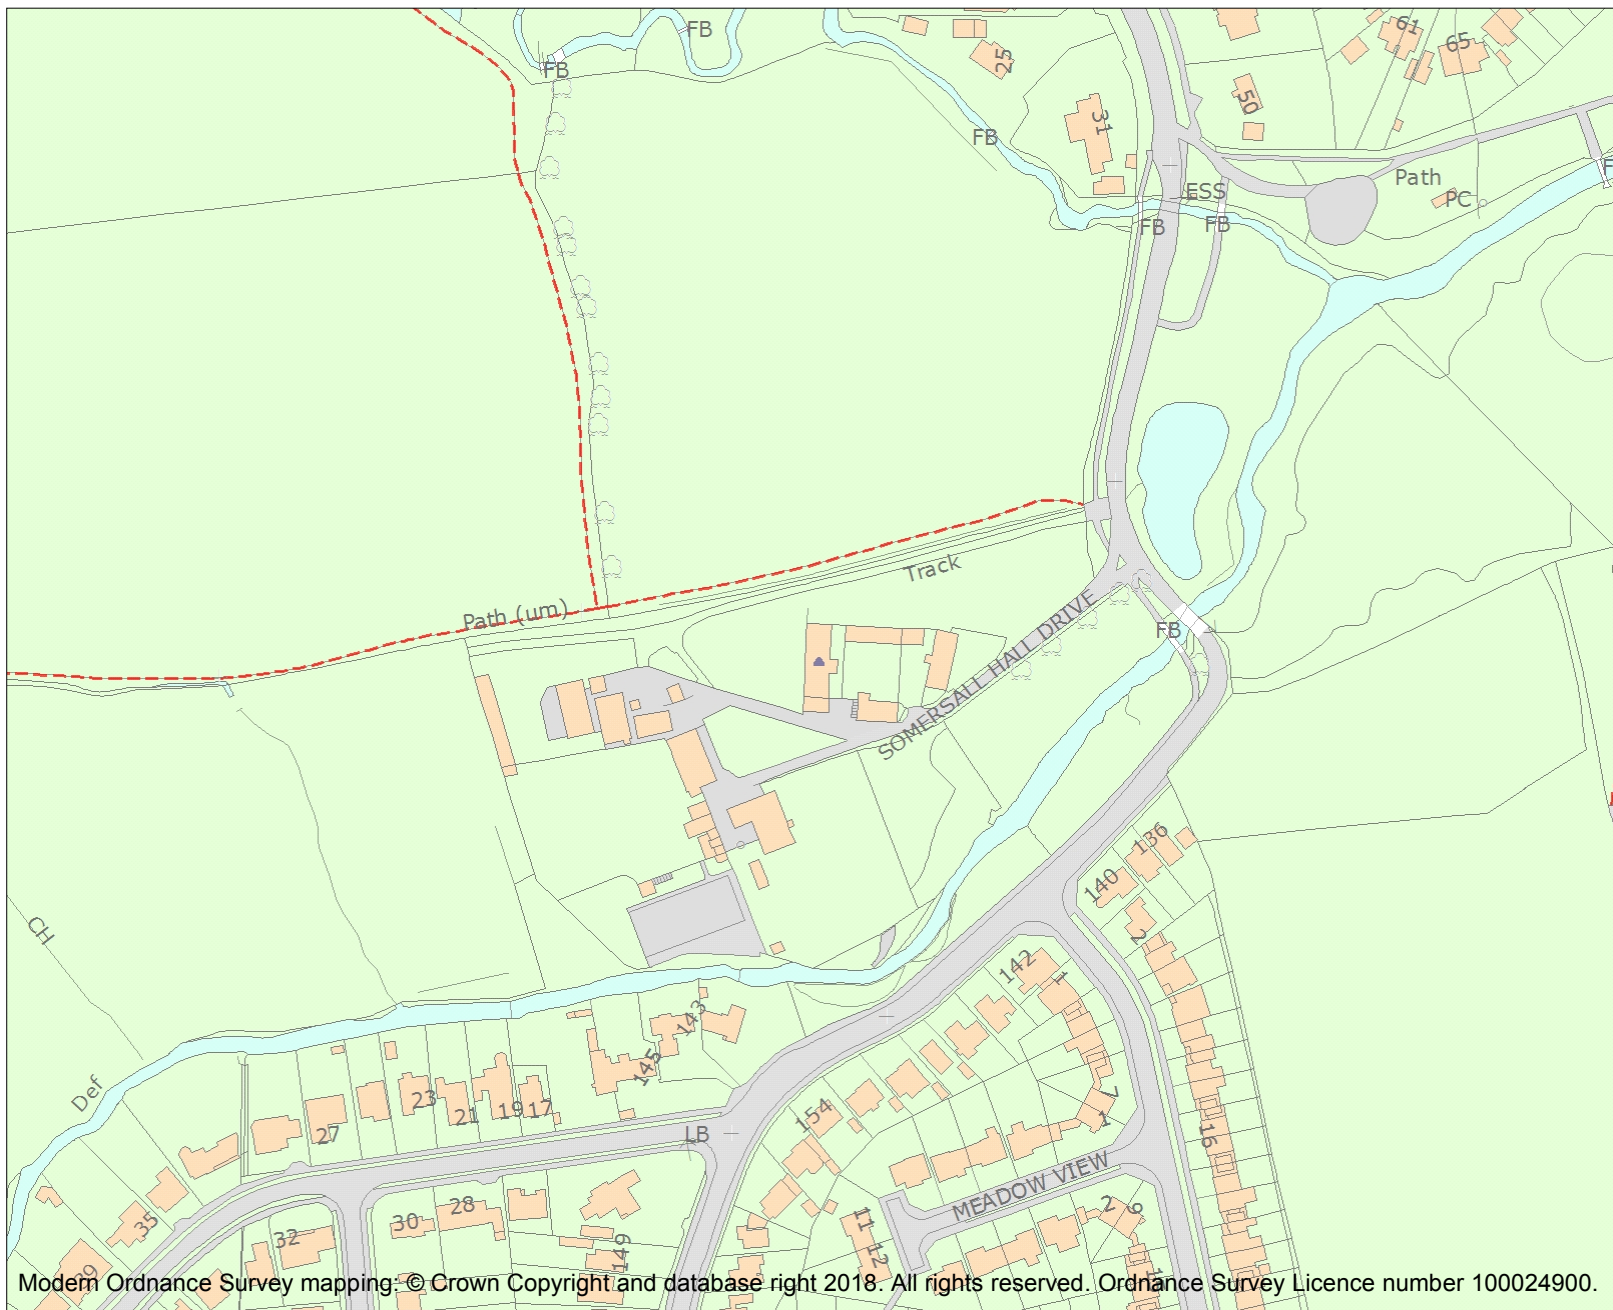 FB
61
65
25
FB
50
31
FB
Path
ESS
PC
FB
FB
Track
SOMERSALL HALL DRIVE
Path (um)
FB
136
140
CH
2
142
1
143
145
Def
23
21
19
17
27
7
1
154
LB
16
MEADOW VIEW
2
9
28
30
35
32
11
12
149
Modern Ordnance Survey mapping: © Crown Copyright and database right 2018. All rights reserved. Ordnance Survey Licence number 100024900.